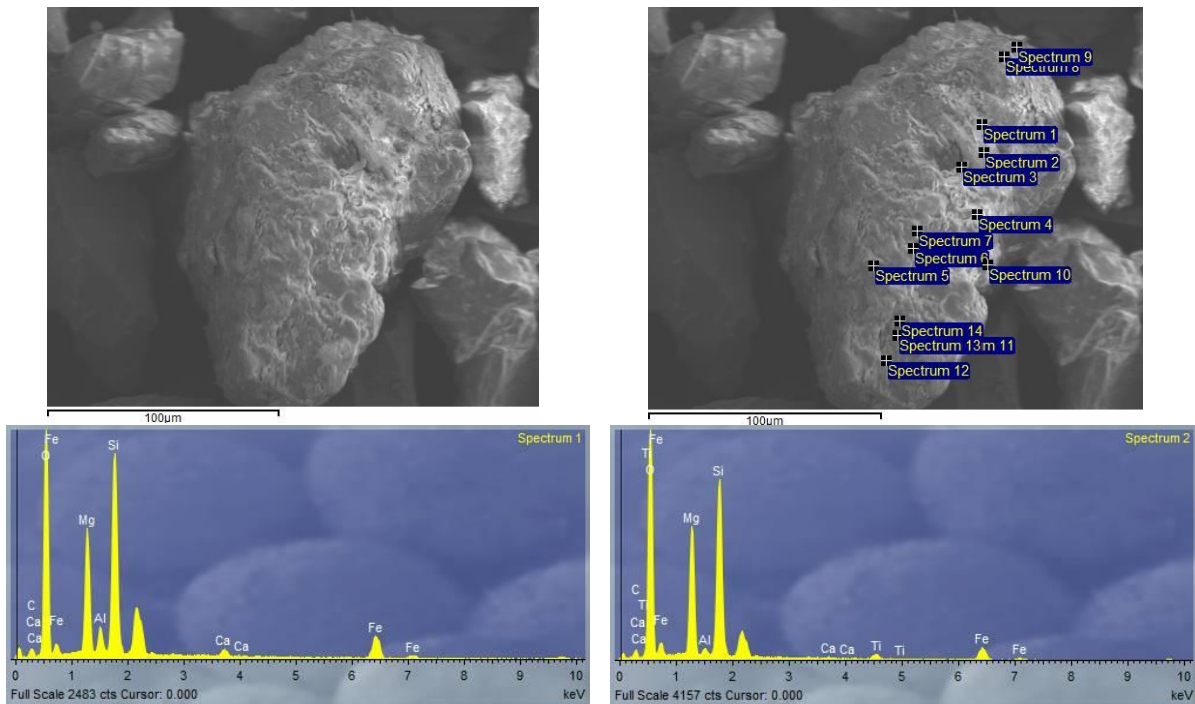 Spectrum 9
Spectrum 8
Spectrum 1
Spectrum 2
Spectrum 3
Spectrum 4
Spectrum 7
Spectrum 6
Spectrum 5
Spectrum 10
Spectrum 14
Spectrum 13m 11
Spectrum 12
100µm
100µm
Spectrum 1
Fe
O
Si
Mg
C
Ca
Ca
Fe
Al
Ca
Ca
Fe
Fe
0 1 2 3 4 5 6 7 8 9 10
Full Scale 2483 cts Cursor: 0.000
keV
Spectrum 2
Fe
Ti
O
Si
Mg
C
Ti
Ca
Ca
Fe
Al
Ca
Ca
Ti
Ti
Fe
Fe
0 1 2 3 4 5 6 7 8 9 10
Full Scale 4157 cts Cursor: 0.000
keV